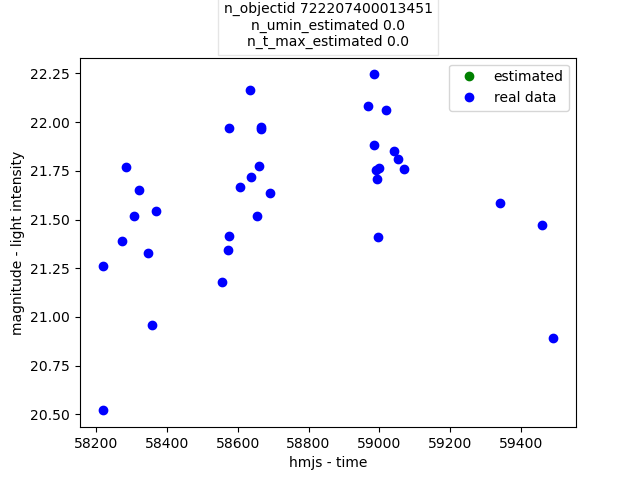 n_objectid 722207400013451
n_umin_estimated 0.0
n_t_max_estimated 0.0
estimated
real data
magnitude - light intensity
22.25
22.00
21.75
21.50
21.25
21.00
20.75
20.50
58200 58400 58600 58800 59000 59200 59400
hmjs - time